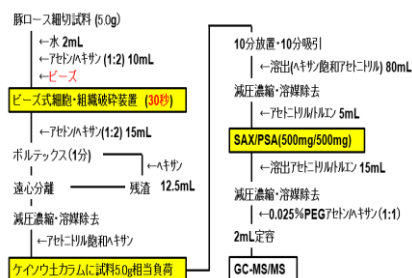 豚ロース細切試料 (5.0g)
←水 2mL
←アセトン/ヘキサン (1:2) 10mL
←ビーズ
ビーズ式細胞・組織破砕装置 (30秒)
←アセトン/ヘキサン(1:2) 15mL
ボルテックス(1分)
←ヘキサン
遠心分離 残渣 12.5mL
減圧濃縮・溶媒除去
←アセトニトリル飽和ヘキサン
ケイソウ土カラムに試料5.0g相当負荷
10分放置・10分吸引
←溶出(ヘキサン飽和アセトニトリル) 80mL
減圧濃縮・溶媒除去
←アセトニトリル/トルエン 5mL
SAX/PSA(500mg/500mg)
←溶出アセトニトリル/トルエン 15mL
減圧濃縮・溶媒除去
←0.025%PEGアセトン/ヘキサン(1:1)
2mL定容
GC-MS/MS